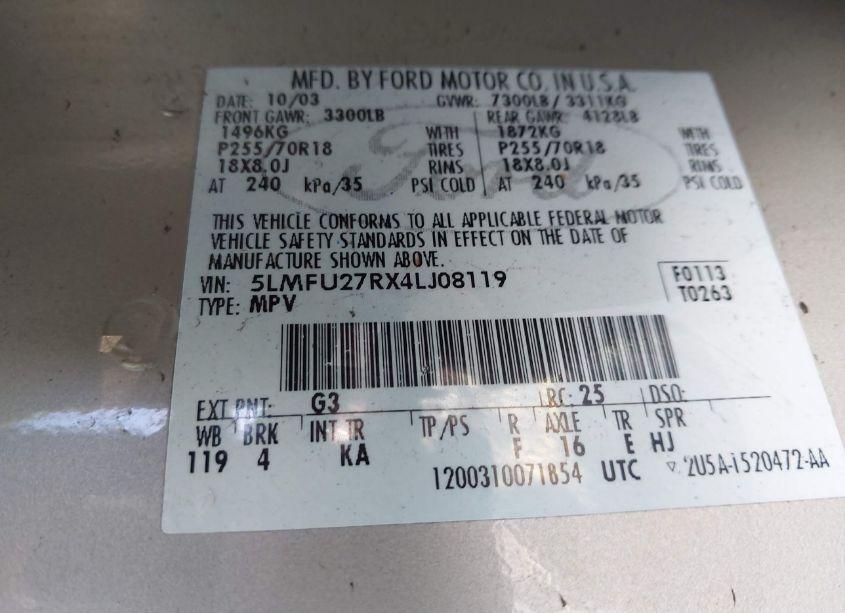 MFD. BY FORD MOTOR CO. IN U.S.A.
DATE: 10/03 GVWR: 7300LB / 3311KG
FRONT GAWR: 3300LB REAR GAWR: 4128LB
1496KG WITH 1872KG WITH
P255/70R18 TIRES P255/70R18 TIRES
18X8.0J RIMS 18X8.0J RIMS
AT 240 kPa/35 PSI COLD AT 240 kPa/35 PSI COLD
Ford
THIS VEHICLE CONFORMS TO ALL APPLICABLE FEDERAL MOTOR
VEHICLE SAFETY STANDARDS IN EFFECT ON THE DATE OF
MANUFACTURE SHOWN ABOVE.
VIN: 5LMFU27RX4LJ08119 F0113
TYPE: MPV T0263
EXT PNT: G3 RC: 25 DSO:
WB BRK INT TR TP/PS R AXLE TR SPR
119 4 KA F 16 E HJ
1200310071854 UTC ▽ 2U5A-1520472-AA